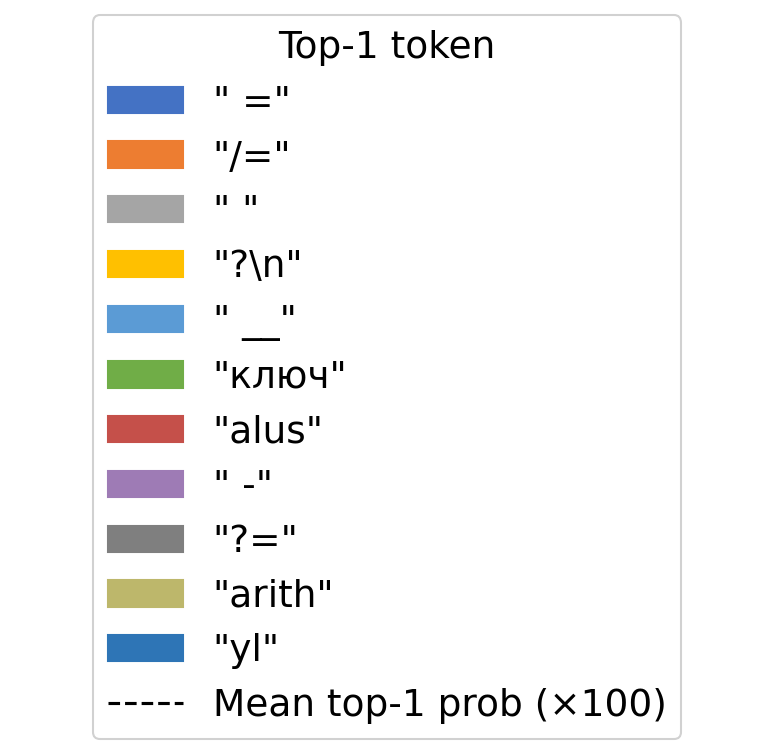 Top-1 token
" ="
"/="
" "
"?\n"
" __"
"ключ"
"alus"
" -"
"?="
"arith"
"yl"
Mean top-1 prob (×100)